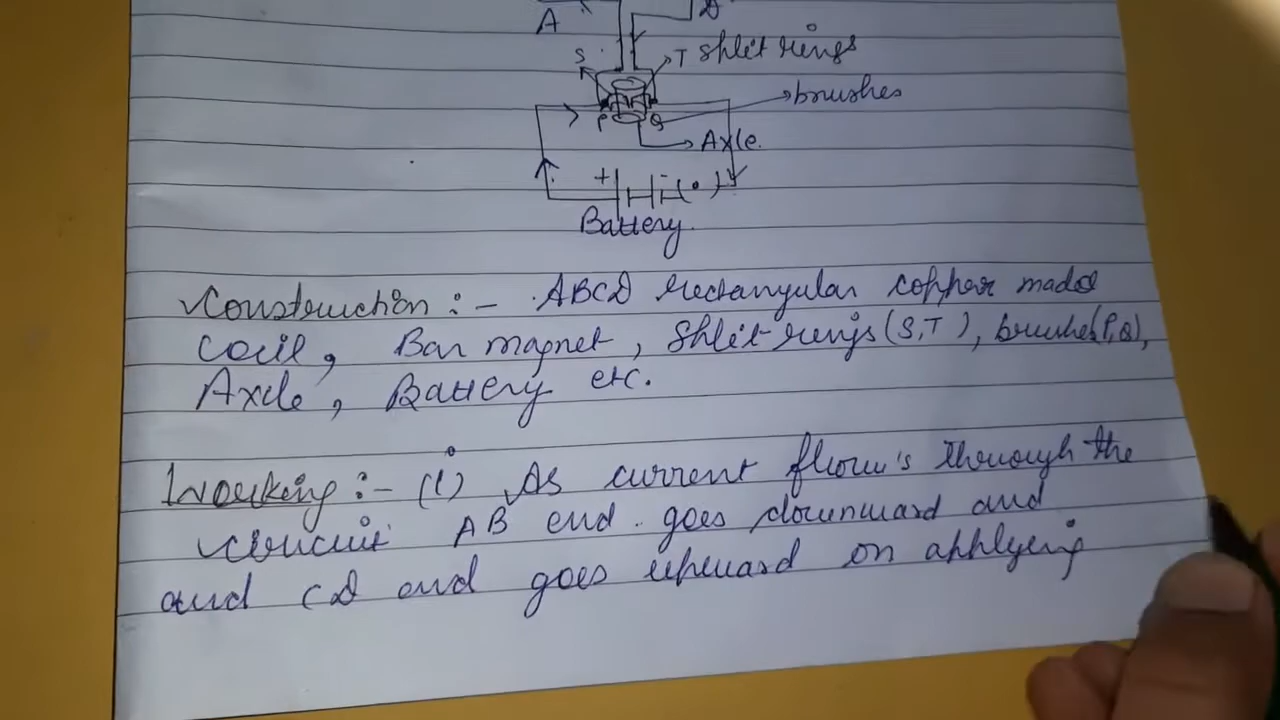 A D
S T Split rings
brushes
P Q
Axle.
+ - (•)
Battery
Construction :- ABCD rectangular copper made
Coil, Bar magnet, Split rings (S,T), brushes(P,Q),
Axle, Battery etc.
Working :- (i) As current flow's through the
circuit AB end goes downward and
and CD end goes upward on applying